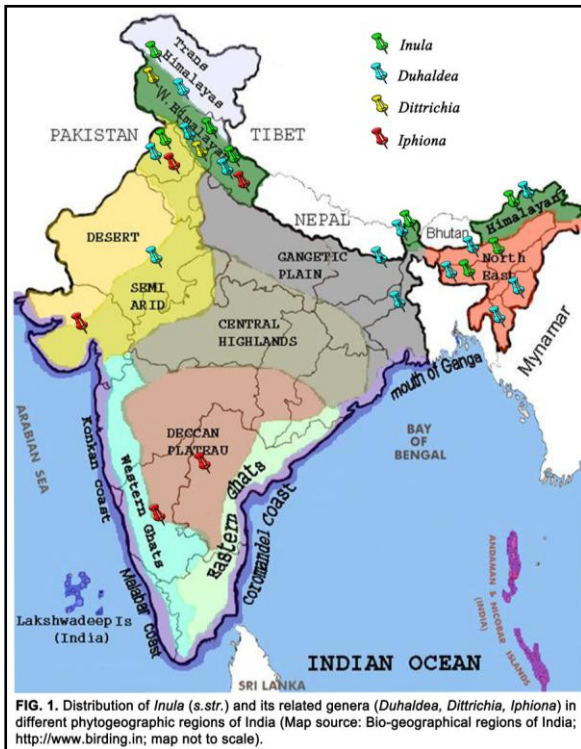 Trans
Himalayas
W. Himalayan
Inula
Duhaldea
Dittrichia
Iphiona
PAKISTAN
TIBET
NEPAL
Bhutan
Himalayan
DESERT
GANGETIC
PLAIN
North
East
SEMI
ARID
CENTRAL
HIGHLANDS
Mynamar
mouth of Ganga
ARABIAN SEA
Konkan coast
DECCAN
PLATEAU
BAY
OF
BENGAL
Western Ghats
Eastern Ghats
Coromandel Coast
Malabar Coast
Lakshwadeep Is
(India)
ANDAMAN & NICOBAR ISLANDS
(INDIA)
INDIAN OCEAN
SRI LANKA
FIG. 1. Distribution of Inula (s.str.) and its related genera (Duhaldea, Dittrichia, Iphiona) in
different phytogeographic regions of India (Map source: Bio-geographical regions of India;
http://www.birding.in; map not to scale).